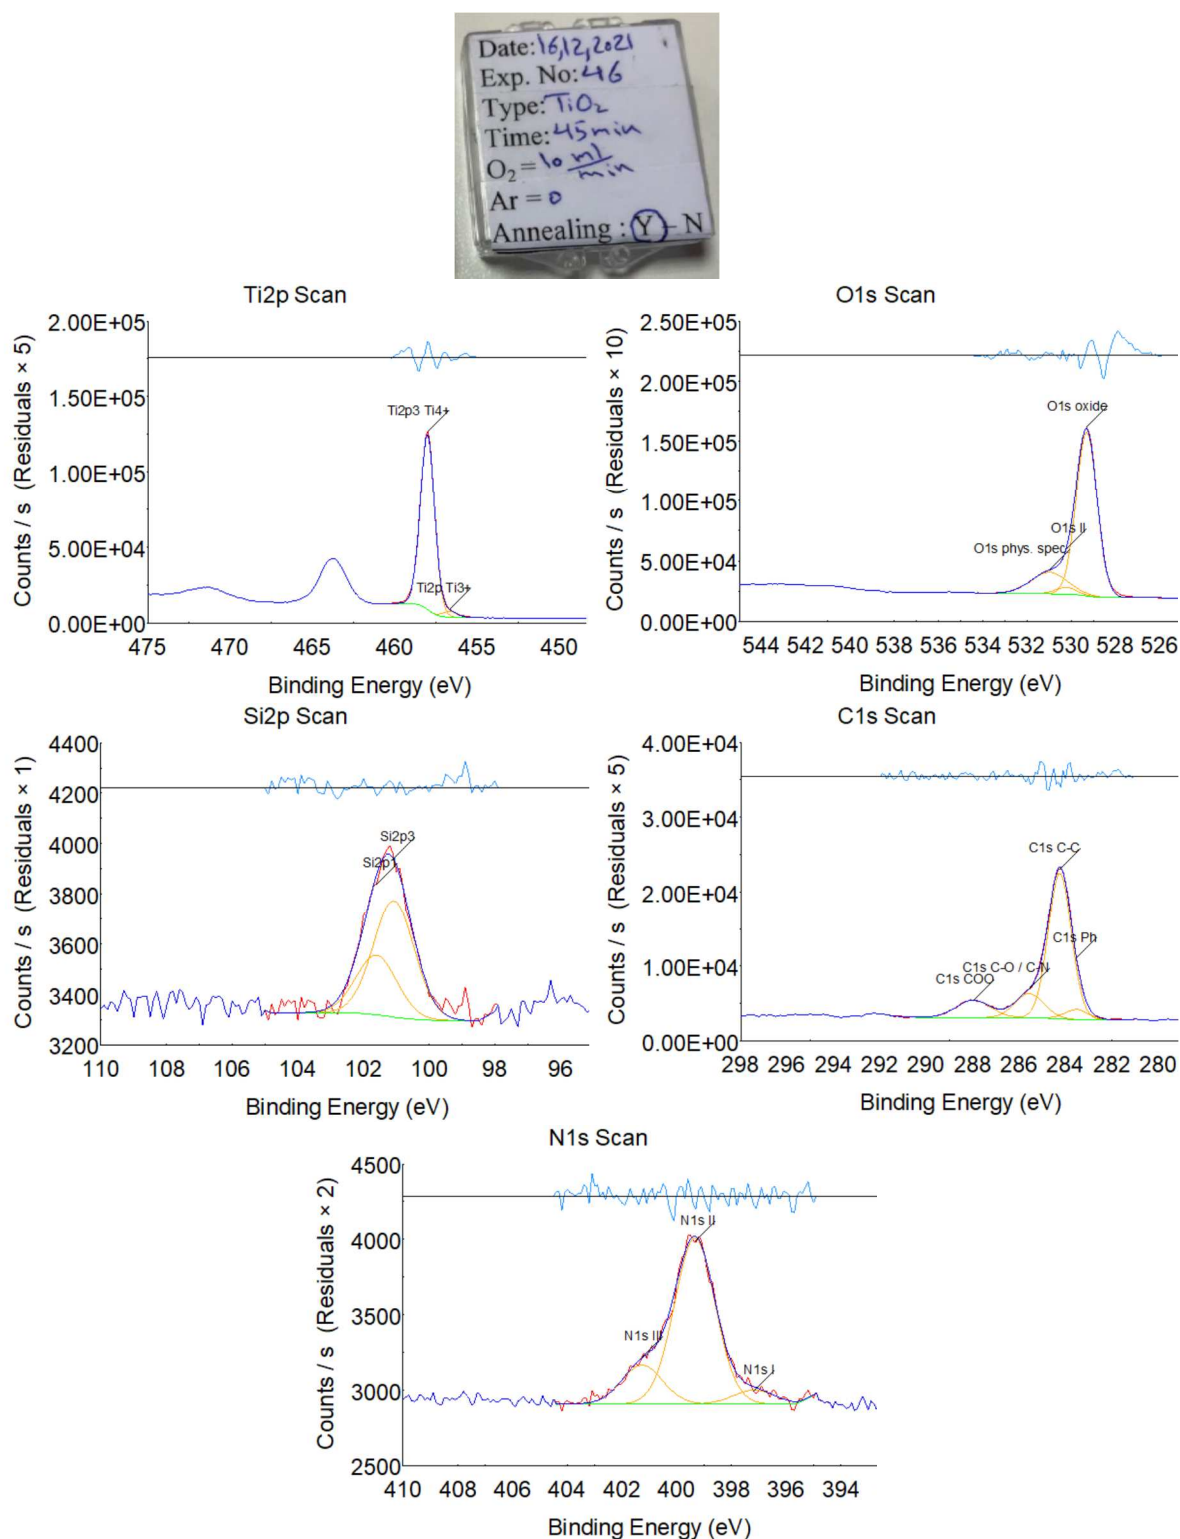 Date: 16,12,2021
Exp. No: 46
Type: TiO2
Time: 45min
O2 = 10 ml/min
Ar = 0
Annealing : Y - N
Ti2p Scan
2.00E+05
1.50E+05
1.00E+05
5.00E+04
0.00E+00
Counts / s (Residuals × 5)
Ti2p3 Ti4+
Ti2p Ti3+
475 470 465 460 455 450
Binding Energy (eV)
O1s Scan
2.50E+05
2.00E+05
1.50E+05
1.00E+05
5.00E+04
0.00E+00
Counts / s (Residuals × 10)
O1s oxide
O1s II
O1s phys. spec.
544 542 540 538 536 534 532 530 528 526
Binding Energy (eV)
Si2p Scan
4400
4200
4000
3800
3600
3400
3200
Counts / s (Residuals × 1)
Si2p3
Si2p1
110 108 106 104 102 100 98 96
Binding Energy (eV)
C1s Scan
4.00E+04
3.00E+04
2.00E+04
1.00E+04
0.00E+00
Counts / s (Residuals × 5)
C1s C-C
C1s Ph
C1s C-O / C-N
C1s COO
298 296 294 292 290 288 286 284 282 280
Binding Energy (eV)
N1s Scan
4500
4000
3500
3000
2500
Counts / s (Residuals × 2)
N1s II
N1s III
N1s I
410 408 406 404 402 400 398 396 394
Binding Energy (eV)